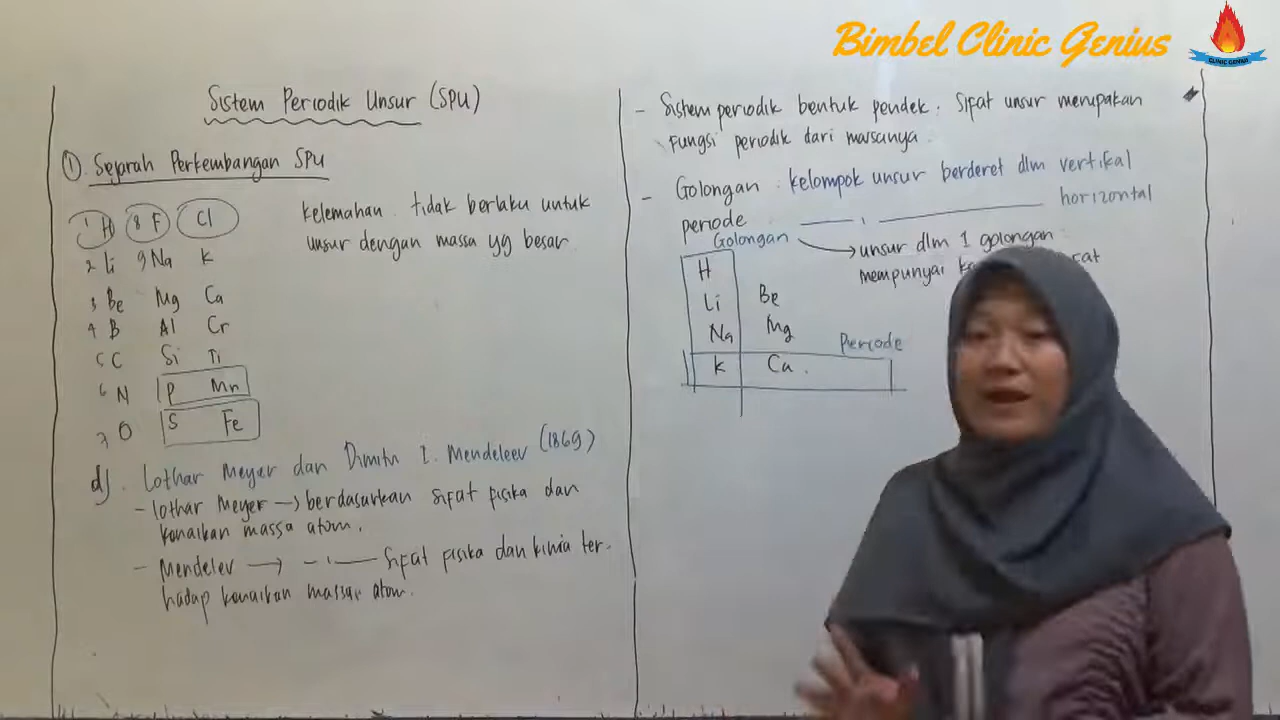 Bimbel Clinic Genius
CLINIC GENIUS
Sistem Periodik Unsur (SPU)
① Sejarah Perkembangan SPU
1 H 8 F Cl
2 Li 9 Na K
3 Be Mg Ca
4 B Al Cr
5 C Si Ti
6 N P Mn
7 O S Fe
kelemahan : tidak berlaku untuk
unsur dengan massa yg besar
d). Lothar Meyer dan Dimitri I. Mendeleev (1869)
- Lothar Meyer → berdasarkan sifat fisika dan
kenaikan massa atom.
- Mendelev → - ı — Sifat fisika dan kimia ter.
hadap kenaikan massa atom.
- Sistem periodik bentuk pendek : Sifat unsur merupakan
fungsi periodik dari massanya.
- Golongan : kelompok unsur berderet dlm vertikal
periode — ı — horizontal
Golongan → unsur dlm 1 golongan
mempunyai
H
Li Be
Na Mg
Periode
K Ca